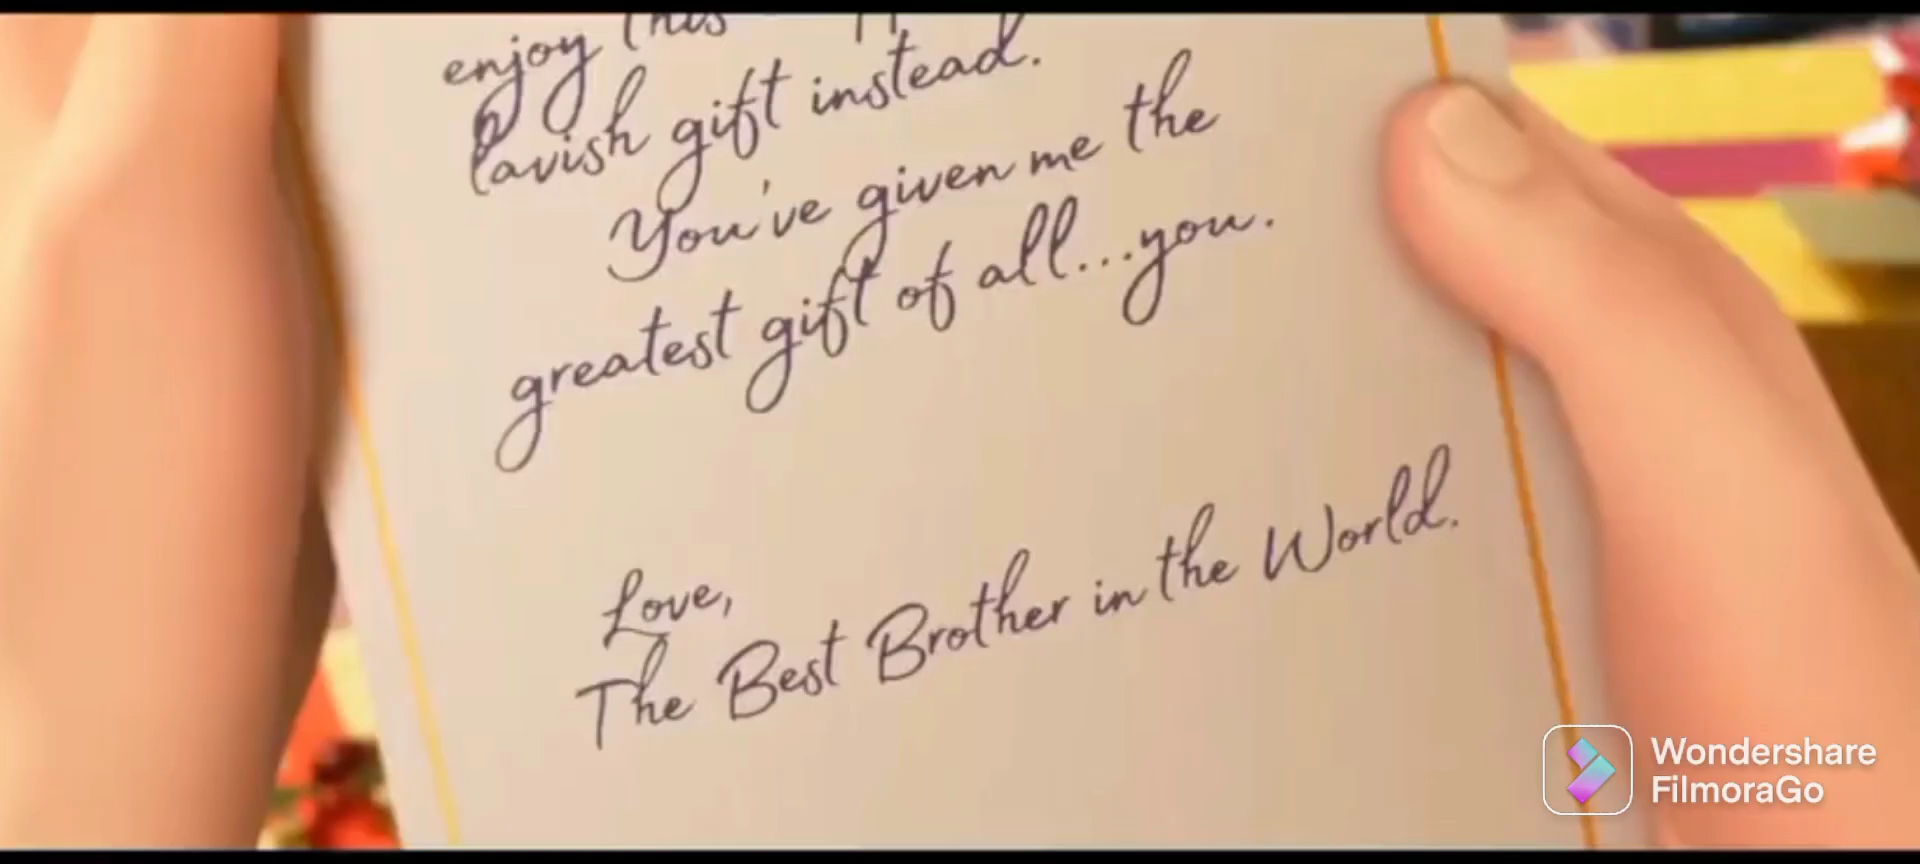 enjoy this
lavish gift instead.
You've given me the
greatest gift of all...you.
Love,
The Best Brother in the World.
Wondershare
FilmoraGo